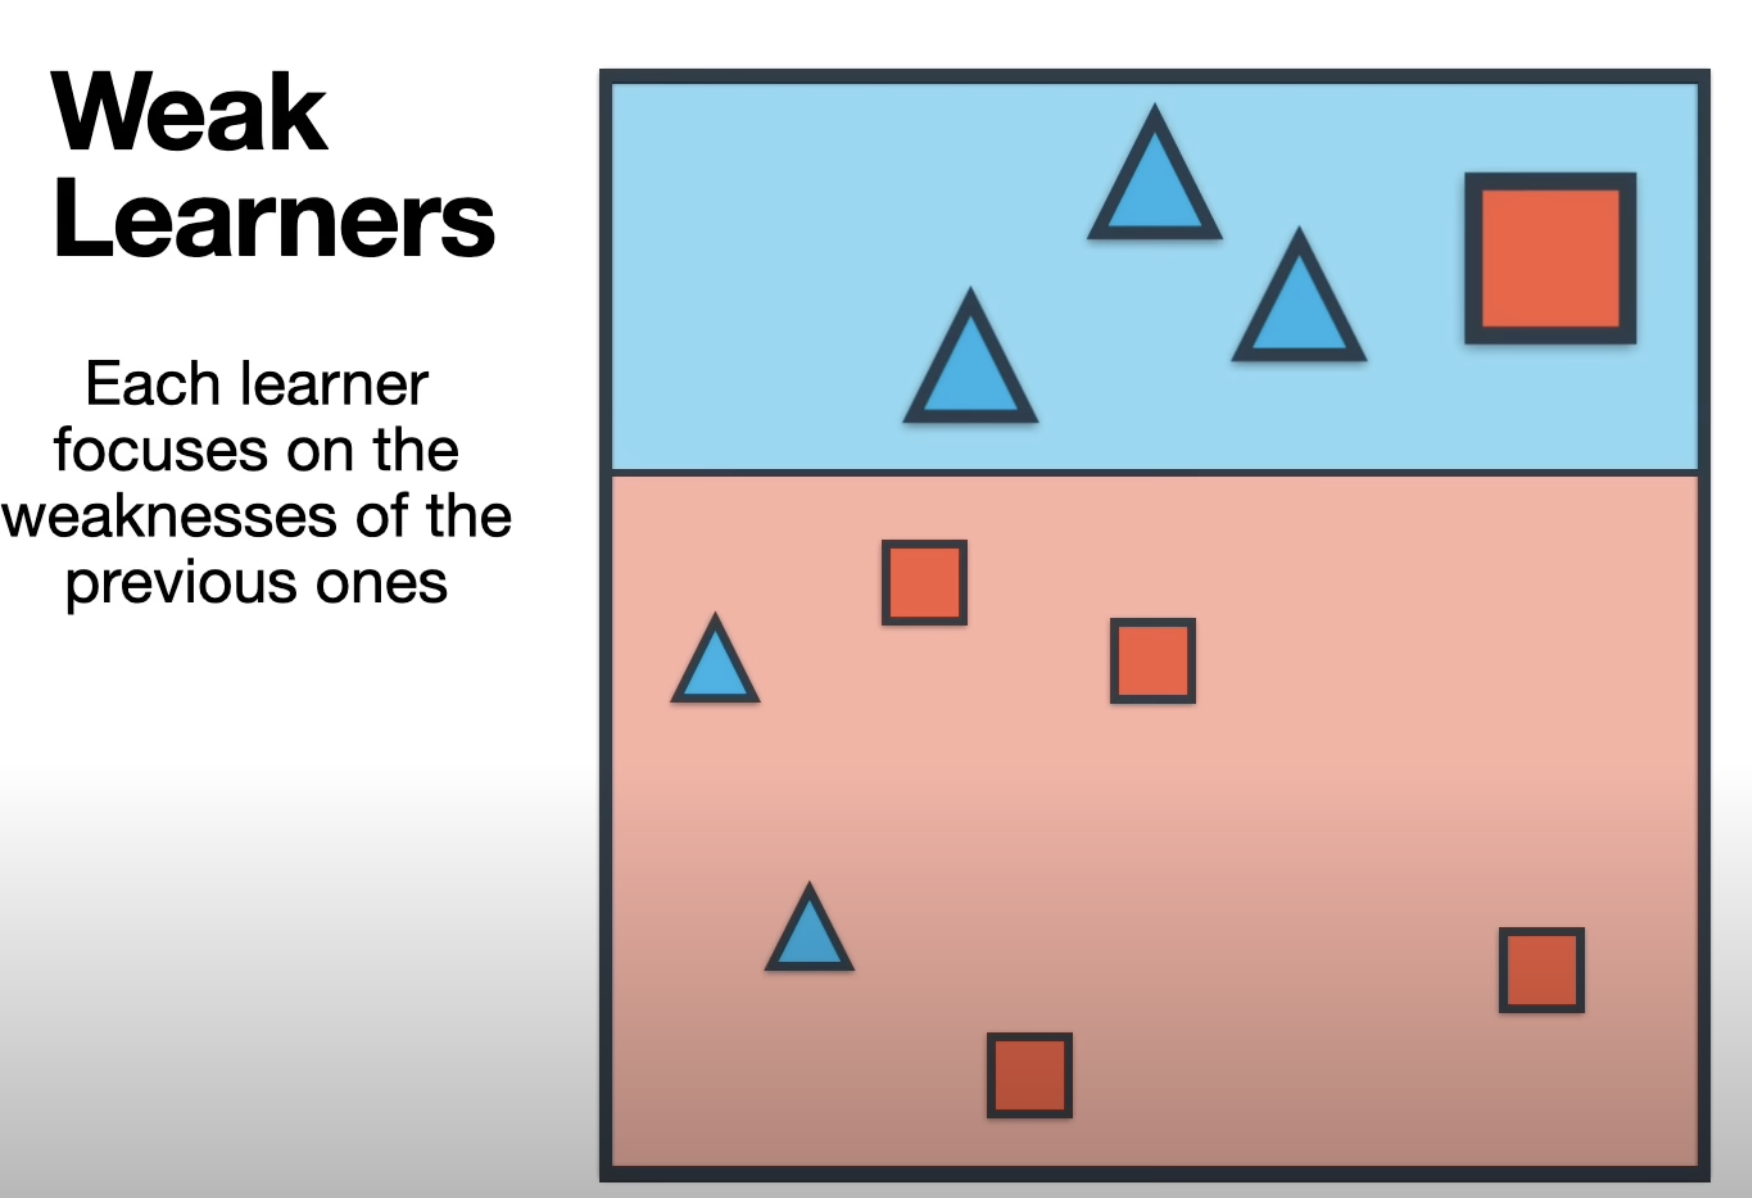 Weak
Learners
Each learner
focuses on the
weaknesses of the
previous ones